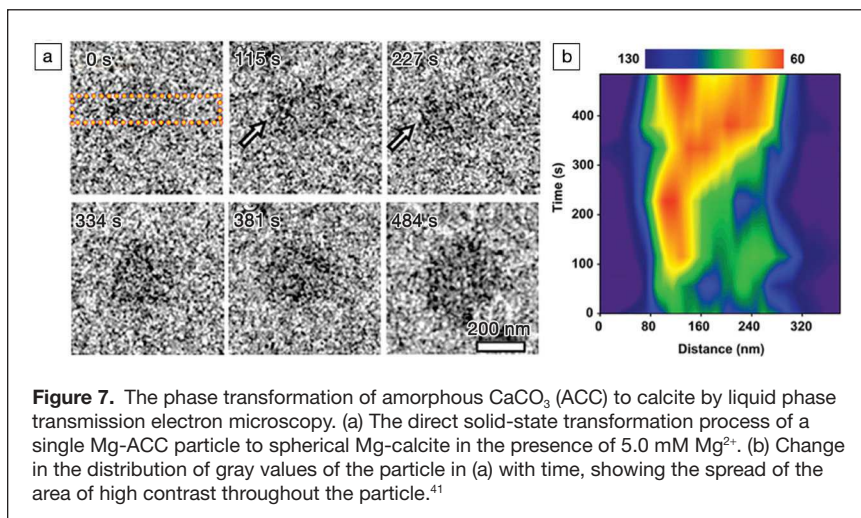 a
0 s
115 s
227 s
334 s
381 s
484 s
200 nm
b
130
60
Time (s)
400
300
200
100
0
0
80
160
240
320
Distance (nm)
Figure 7. The phase transformation of amorphous CaCO₃ (ACC) to calcite by liquid phase
transmission electron microscopy. (a) The direct solid-state transformation process of a
single Mg-ACC particle to spherical Mg-calcite in the presence of 5.0 mM Mg²⁺. (b) Change
in the distribution of gray values of the particle in (a) with time, showing the spread of the
area of high contrast throughout the particle.⁴¹